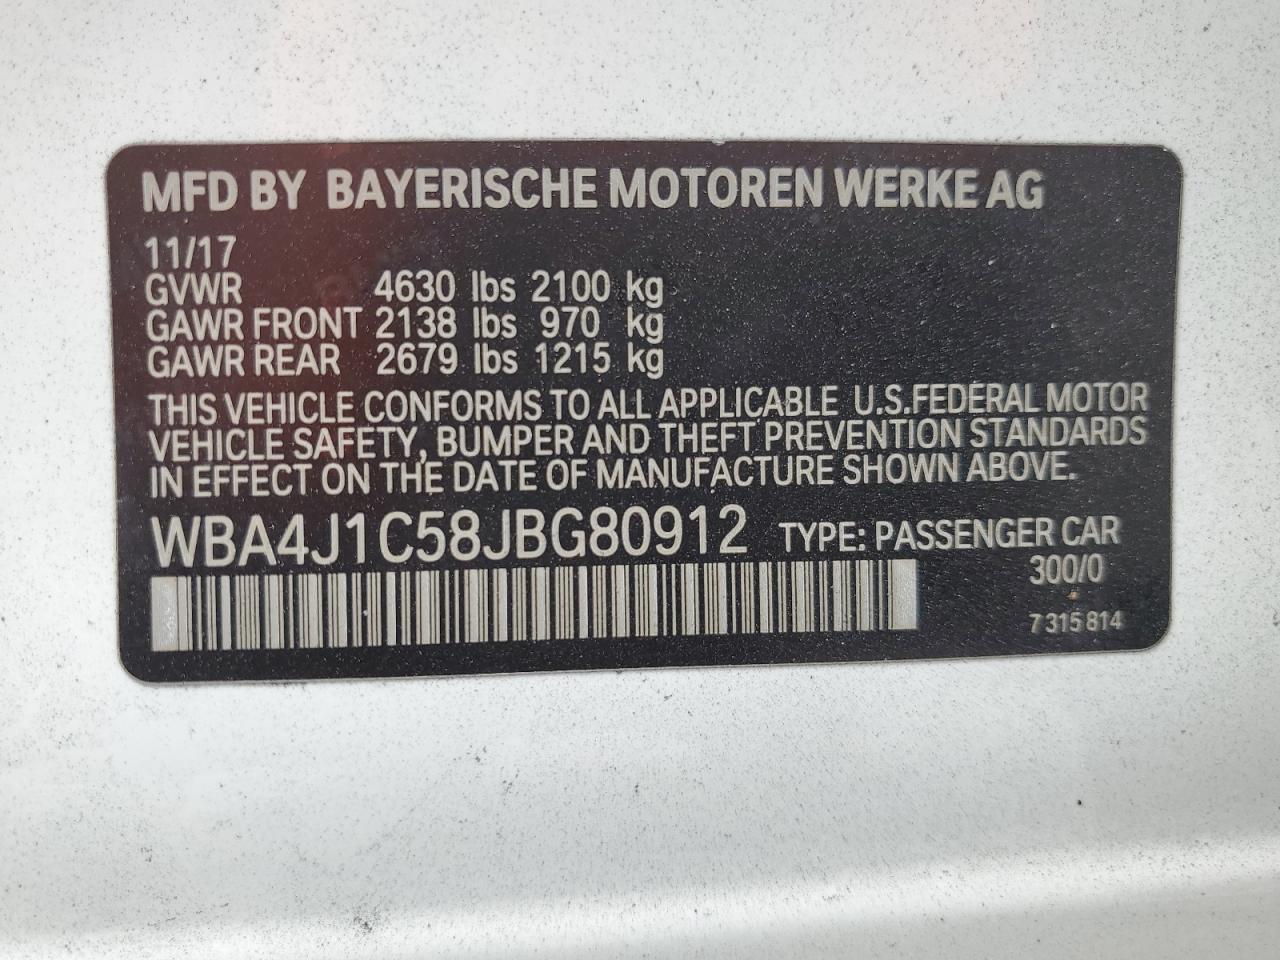 MFD BY BAYERISCHE MOTOREN WERKE AG
11/17
GVWR 4630 lbs 2100 kg
GAWR FRONT 2138 lbs 970 kg
GAWR REAR 2679 lbs 1215 kg
THIS VEHICLE CONFORMS TO ALL APPLICABLE U.S.FEDERAL MOTOR
VEHICLE SAFETY, BUMPER AND THEFT PREVENTION STANDARDS
IN EFFECT ON THE DATE OF MANUFACTURE SHOWN ABOVE.
WBA4J1C58JBG80912 TYPE: PASSENGER CAR
300/0
7 315 814